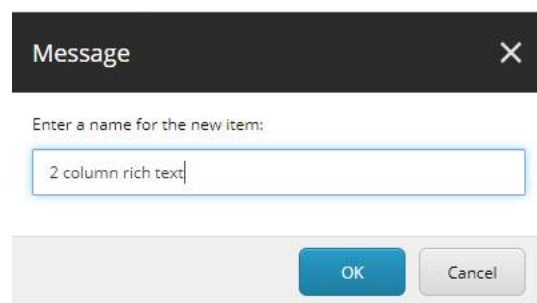 Message
Enter a name for the new item:
2 column rich text
OK Cancel